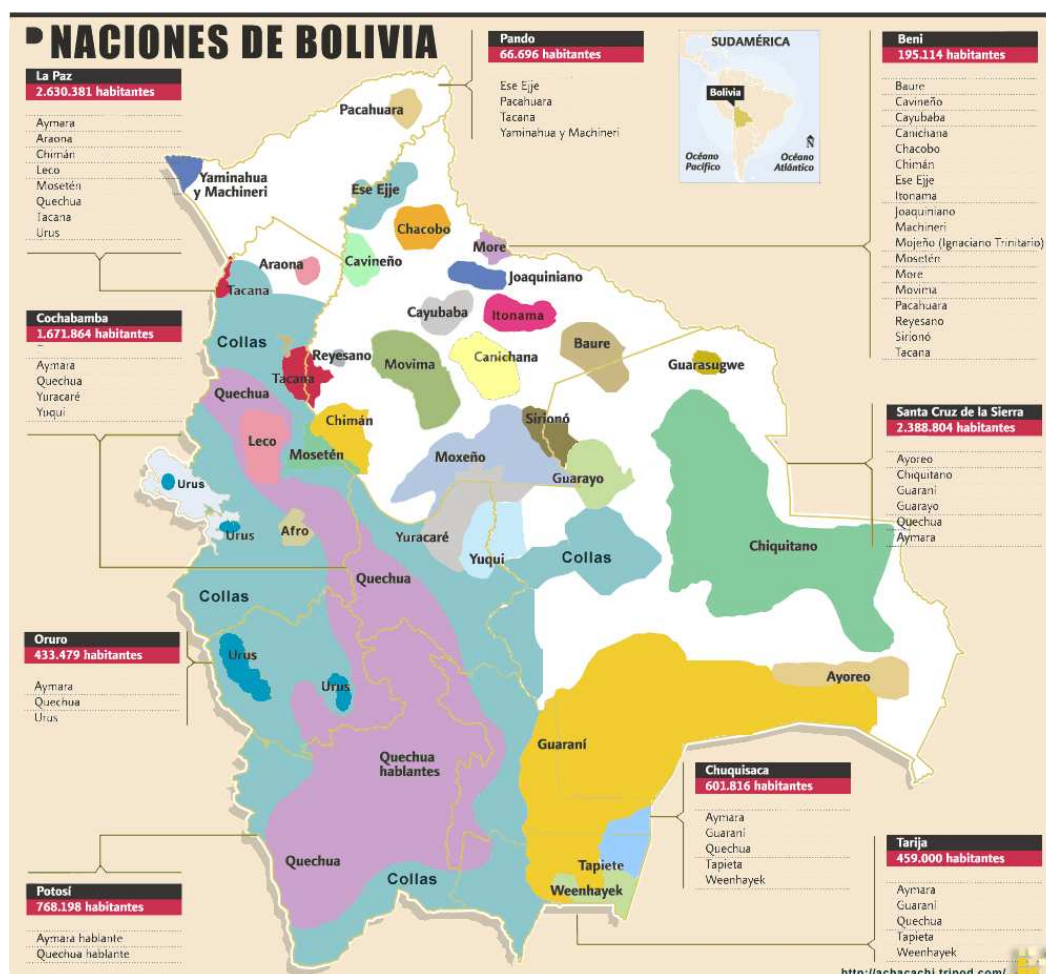 NACIONES DE BOLIVIA
La Paz
2.630.381 habitantes
Aymara
Araona
Chimán
Leco
Mosetén
Quechua
Tacana
Urus
Cochabamba
1.671.864 habitantes
Aymara
Quechua
Yuracaré
Yuqui
Oruro
433.479 habitantes
Aymara
Quechua
Urus
Potosí
768.198 habitantes
Aymara hablante
Quechua hablante
Pando
66.696 habitantes
Ese Ejje
Pacahuara
Tacana
Yaminahua y Machineri
SUDAMÉRICA
Bolivia
Océano
Pacífico
Océano
Atlántico
N
Beni
195.114 habitantes
Baure
Cavineño
Cayubaba
Canichana
Chacobo
Chimán
Ese Ejje
Itonama
Joaquiniano
Machineri
Mojeño (Ignaciano Trinitario)
Mosetén
More
Movima
Pacahuara
Reyesano
Sirionó
Tacana
Santa Cruz de la Sierra
2.388.804 habitantes
Ayoreo
Chiquitano
Guaraní
Guarayo
Quechua
Aymara
Chuquisaca
601.816 habitantes
Aymara
Guaraní
Quechua
Tapieta
Weenhayek
Tarija
459.000 habitantes
Aymara
Guaraní
Quechua
Tapieta
Weenhayek
Pacahuara
Yaminahua
y Machineri
Ese Ejje
Chacobo
More
Araona
Cavineño
Joaquiniano
Tacana
Cayubaba
Itonama
Collas
Reyesano
Movima
Canichana
Baure
Guarasugwe
Tacana
Quechua
Chimán
Sirionó
Leco
Mosetén
Moxeño
Guarayo
Urus
Urus
Afro
Yuracaré
Yuqui
Collas
Chiquitano
Quechua
Collas
Urus
Urus
Ayoreo
Guaraní
Quechua
hablantes
Quechua
Collas
Tapiete
Weenhayek
http://achacachi.tripod.com/